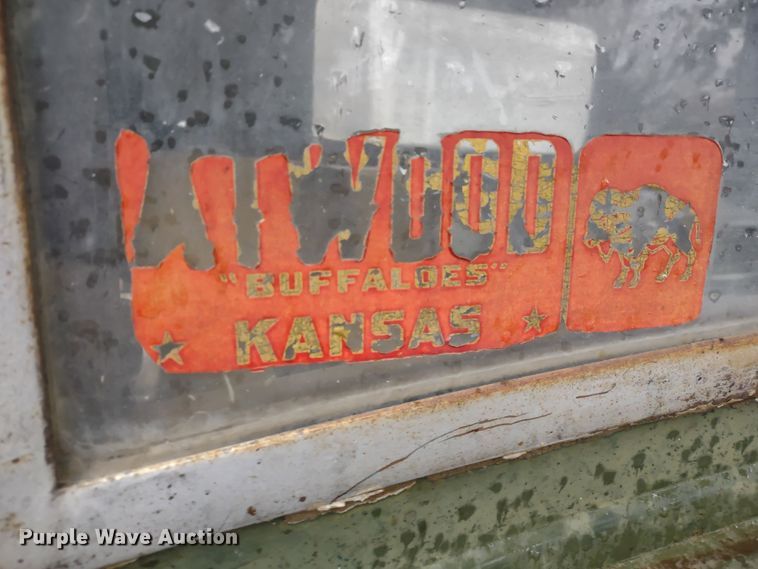 ATWOOD
"BUFFALOES"
KANSAS
Purple Wave Auction